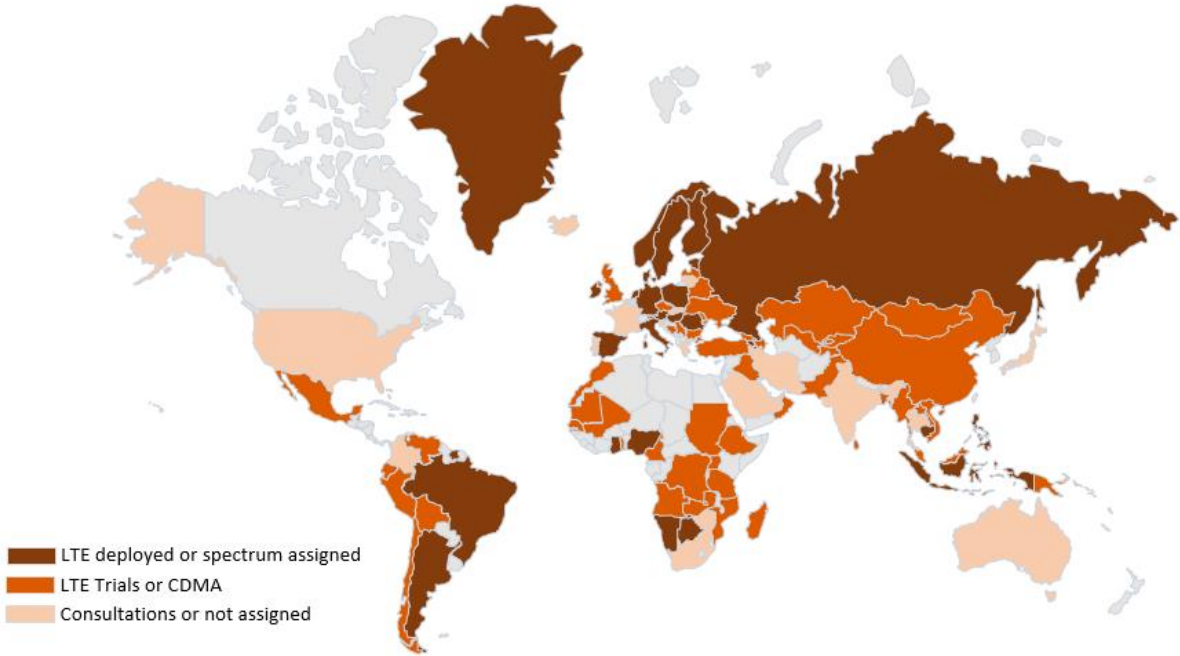 LTE deployed or spectrum assigned
LTE Trials or CDMA
Consultations or not assigned